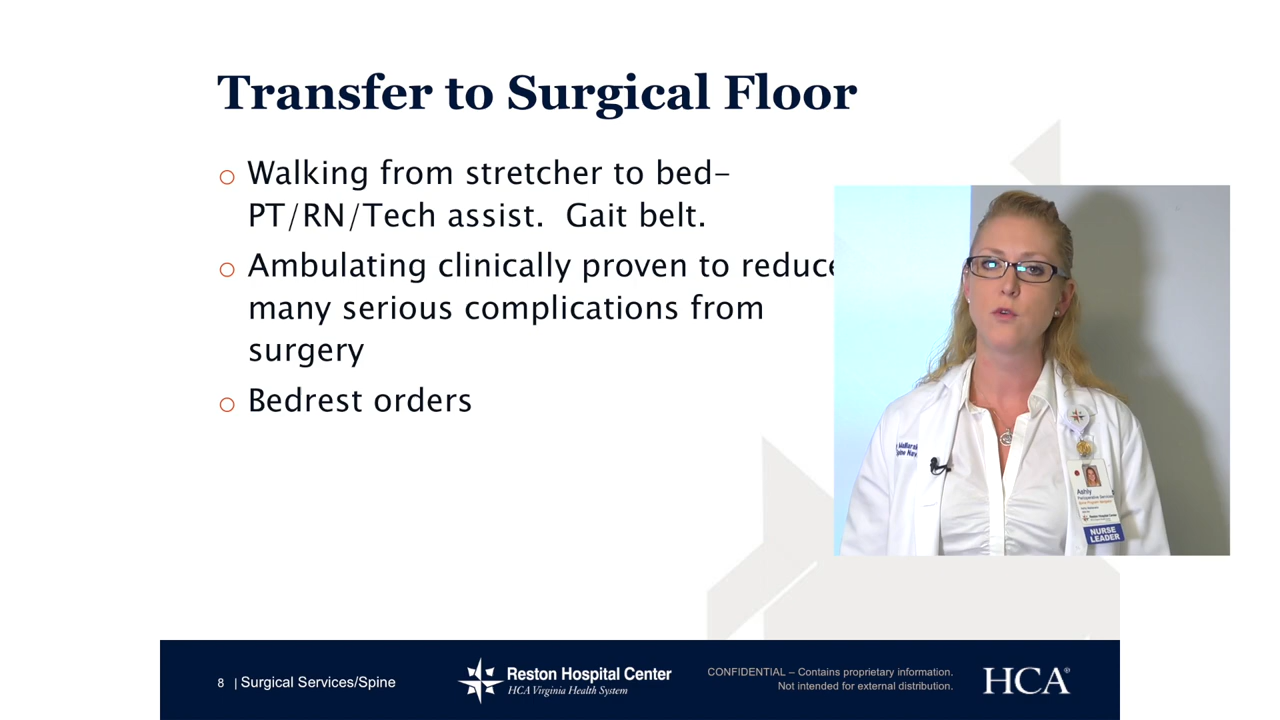 Transfer to Surgical Floor
o Walking from stretcher to bed–
PT/RN/Tech assist.  Gait belt.
o Ambulating clinically proven to reduce
many serious complications from
surgery
o Bedrest orders
Ashly
NURSE
LEADER
8 | Surgical Services/Spine
Reston Hospital Center
HCA Virginia Health System
CONFIDENTIAL – Contains proprietary information.
Not intended for external distribution.
HCA®